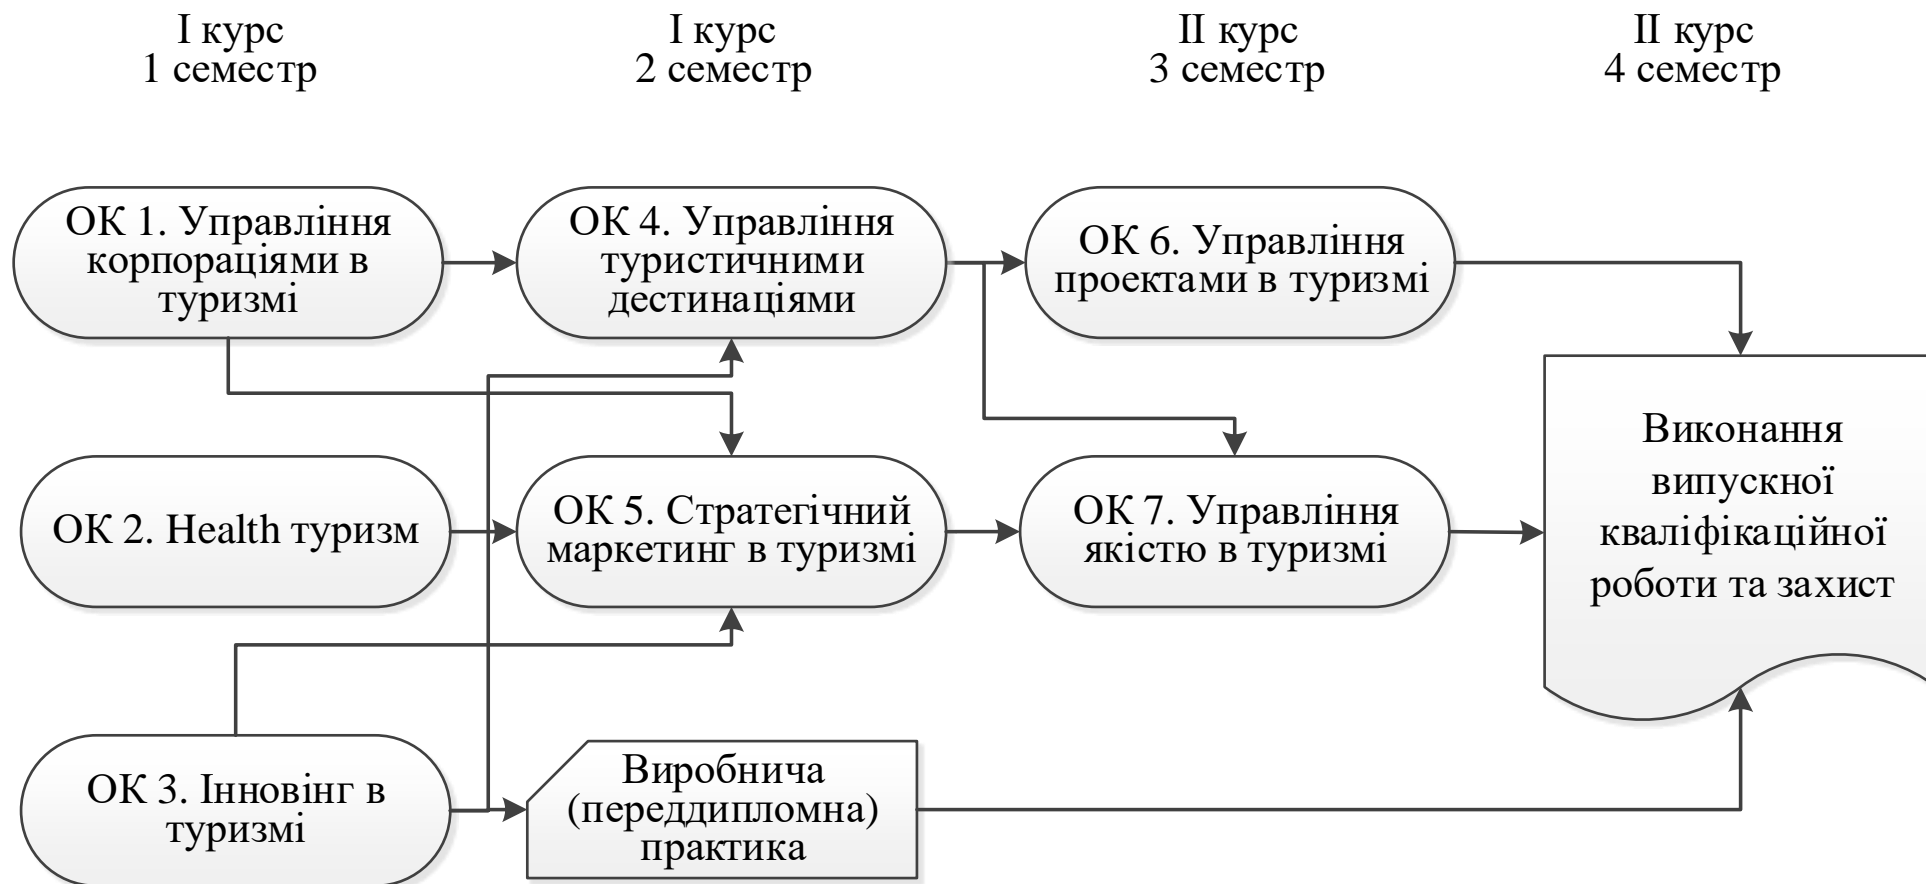 І курс
1 семестр
І курс
2 семестр
ІІ курс
3 семестр
ІІ курс
4 семестр
ОК 1. Управління
корпораціями в
туризмі
ОК 4. Управління
туристичними
дестинаціями
ОК 6. Управління
проектами в туризмі
ОК 2. Health туризм
ОК 5. Стратегічний
маркетинг в туризмі
ОК 7. Управління
якістю в туризмі
Виконання
випускної
кваліфікаційної
роботи та захист
ОК 3. Інновінг в
туризмі
Виробнича
(переддипломна)
практика